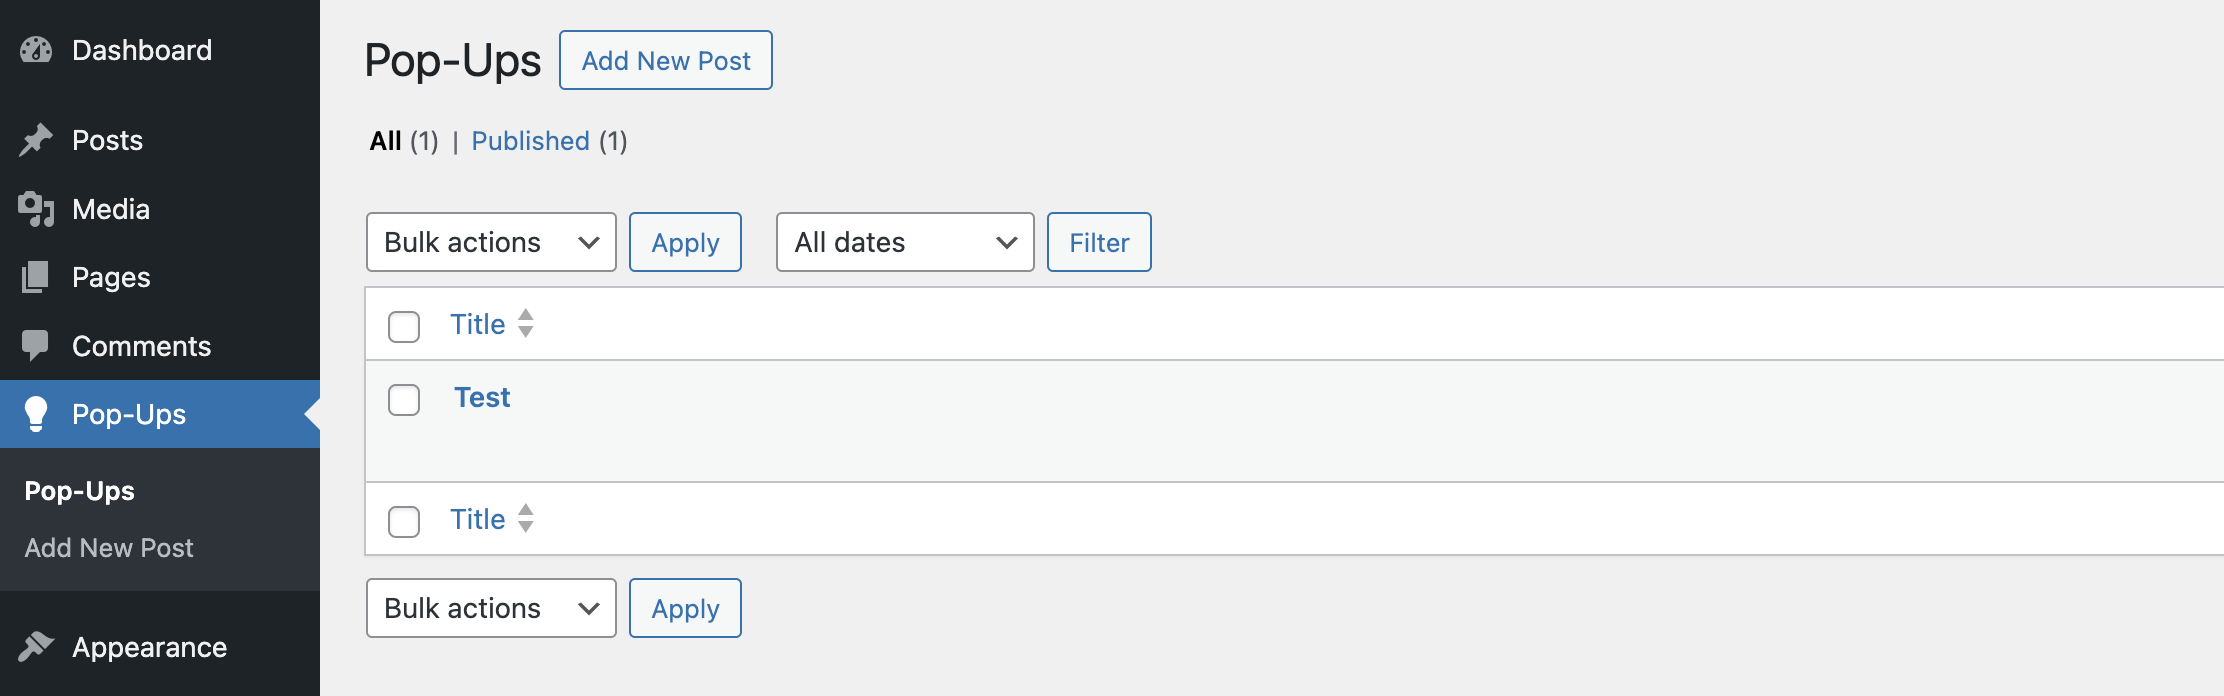 Dashboard
Posts
Media
Pages
Comments
Pop-Ups
Pop-Ups
Add New Post
Appearance
Pop-Ups Add New Post
All (1) | Published (1)
Bulk actions Apply All dates Filter
Title
Test
Title
Bulk actions Apply